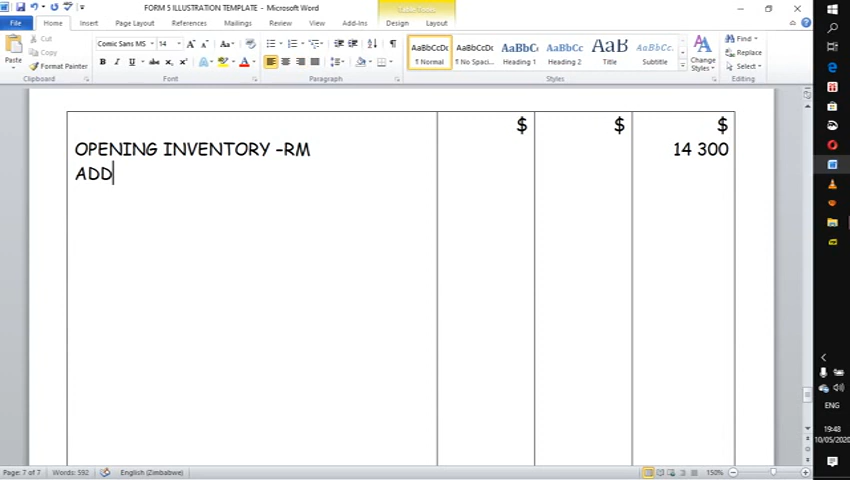 FORM 5 ILLUSTRATION TEMPLATE - Microsoft Word
Table Tools
File Home Insert Page Layout References Mailings Review View Add-Ins Design Layout
Cut
Copy
Format Painter
Paste
Clipboard
Comic Sans MS 14
Font
Paragraph
AaBbCcDc AaBbCcDc AaBbCc AaBbCc AaB AaBbCc.
¶ Normal ¶ No Spaci... Heading 1 Heading 2 Title Subtitle
Change Styles
Styles
Find
Replace
Select
Editing
$ $ $
OPENING INVENTORY –RM 14 300
ADD
ENG
19:48
10/05/2020
Page: 7 of 7 Words: 592 English (Zimbabwe) 150%